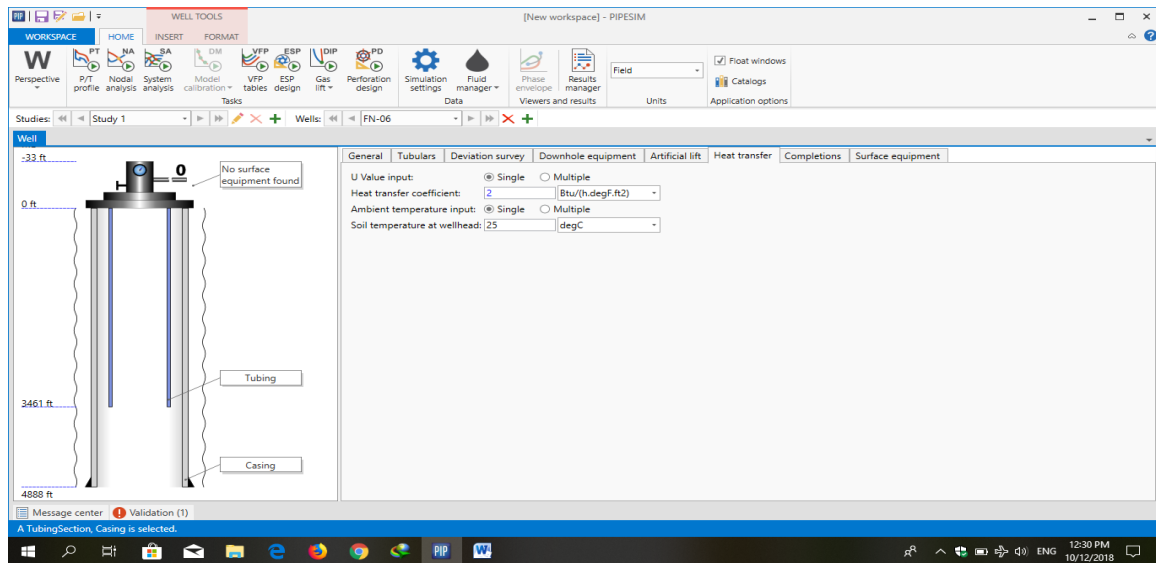 PIP WELL TOOLS [New workspace] - PIPESIM
WORKSPACE HOME INSERT FORMAT
W PT NA SA DM VFP ESP DIP PD
Perspective P/T Nodal System Model VFP ESP Gas Perforation Simulation Fluid Phase Results
profile analysis analysis calibration tables design lift design settings manager envelope manager
Field
Float windows
Catalogs
Tasks Data Viewers and results Units Application options
Studies: Study 1 Wells: FN-06
Well
General Tubulars Deviation survey Downhole equipment Artificial lift Heat transfer Completions Surface equipment
-33 ft
0
No surface
equipment found
0 ft
Tubing
3461 ft
Casing
4888 ft
U Value input: Single Multiple
Heat transfer coefficient: 2 Btu/(h.degF.ft2)
Ambient temperature input: Single Multiple
Soil temperature at wellhead: 25 degC
Message center Validation (1)
A TubingSection, Casing is selected.
PIP W ENG 12:30 PM
10/12/2018